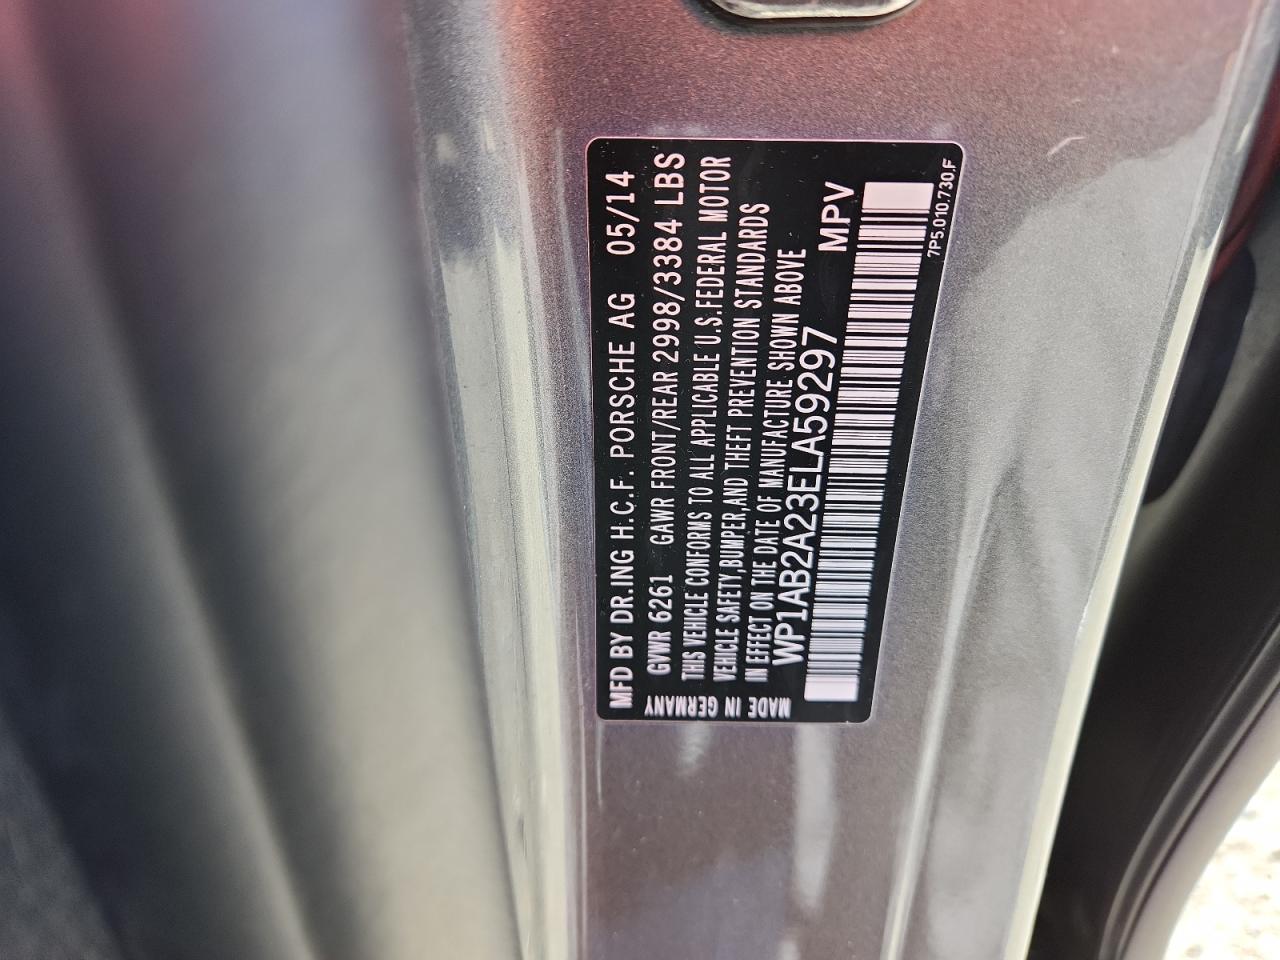 MFD BY DR.ING H.C.F. PORSCHE AG 05/14
GVWR 6261 GAWR FRONT/REAR 2998/3384 LBS
THIS VEHICLE CONFORMS TO ALL APPLICABLE U.S.FEDERAL MOTOR
VEHICLE SAFETY,BUMPER,AND THEFT PREVENTION STANDARDS
IN EFFECT ON THE DATE OF MANUFACTURE SHOWN ABOVE
WP1AB2A23ELA59297 MPV
MADE IN GERMANY
7P5.010.730.F